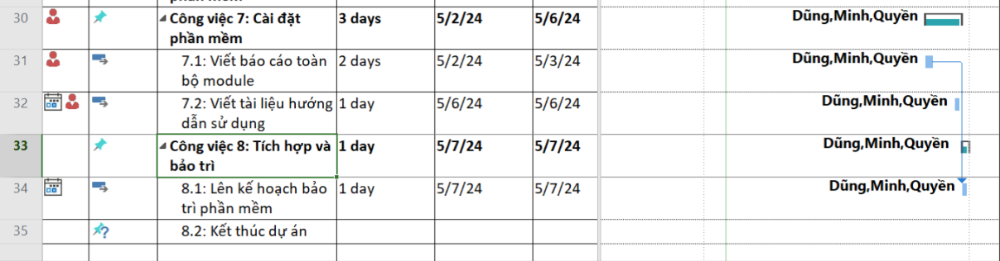 30 Công việc 7: Cài đặt 3 days 5/2/24 5/6/24 Dũng,Minh,Quyền
phần mềm
31 7.1: Viết báo cáo toàn 2 days 5/2/24 5/3/24 Dũng,Minh,Quyền
bộ module
32 7.2: Viết tài liệu hướng 1 day 5/6/24 5/6/24 Dũng,Minh,Quyền
dẫn sử dụng
33 Công việc 8: Tích hợp và 1 day 5/7/24 5/7/24 Dũng,Minh,Quyền
bảo trì
34 8.1: Lên kế hoạch bảo 1 day 5/7/24 5/7/24 Dũng,Minh,Quyền
trì phần mềm
35 8.2: Kết thúc dự án